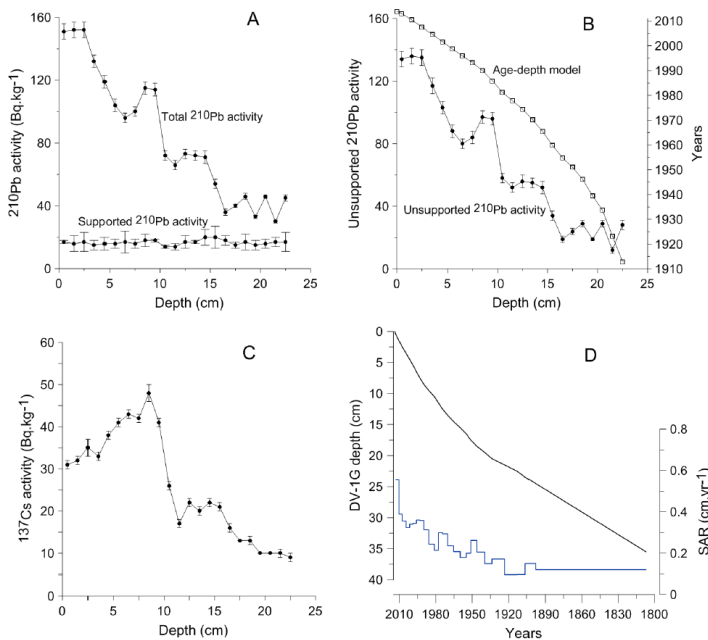 A
210Pb activity (Bq.kg-1)
160
120
80
40
0
Total 210Pb activity
Supported 210Pb activity
0 5 10 15 20 25
Depth (cm)
B
Unsupported 210Pb activity
160
120
80
40
0
Age-depth model
Unsupported 210Pb activity
2010
2000
1990
1980
1970
1960
1950
1940
1930
1920
1910
Years
0 5 10 15 20 25
Depth (cm)
C
137Cs activity (Bq.kg-1)
60
50
40
30
20
10
0
0 5 10 15 20 25
Depth (cm)
D
DV-1G depth (cm)
0
5
10
15
20
25
30
35
40
0.8
0.6
0.4
0.2
0
SAR (cm.yr-1)
2010 1980 1950 1920 1890 1860 1830 1800
Years